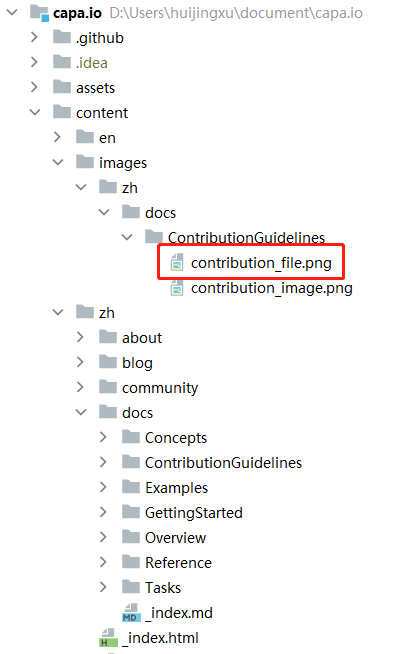 capa.io D:\Users\huijingxu\document\capa.io
.github
.idea
assets
content
en
images
zh
docs
ContributionGuidelines
contribution_file.png
contribution_image.png
zh
about
blog
community
docs
Concepts
ContributionGuidelines
Examples
GettingStarted
Overview
Reference
Tasks
MD _index.md
H _index.html